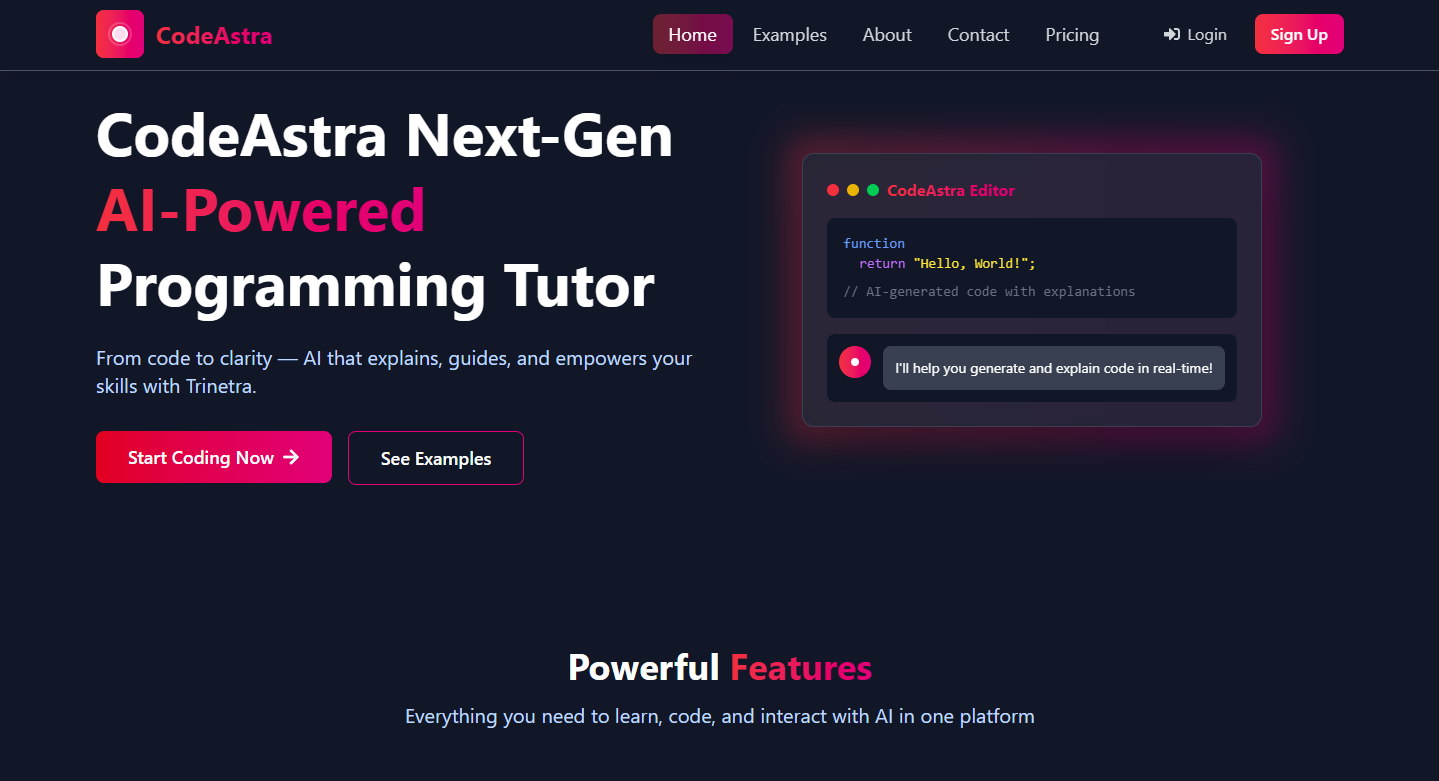 CodeAstra
Home
Examples
About
Contact
Pricing
Login
Sign Up
CodeAstra Next-Gen
AI-Powered
Programming Tutor
From code to clarity — AI that explains, guides, and empowers your
skills with Trinetra.
Start Coding Now
See Examples
CodeAstra Editor
function
return "Hello, World!";
// AI-generated code with explanations
I'll help you generate and explain code in real-time!
Powerful Features
Everything you need to learn, code, and interact with AI in one platform